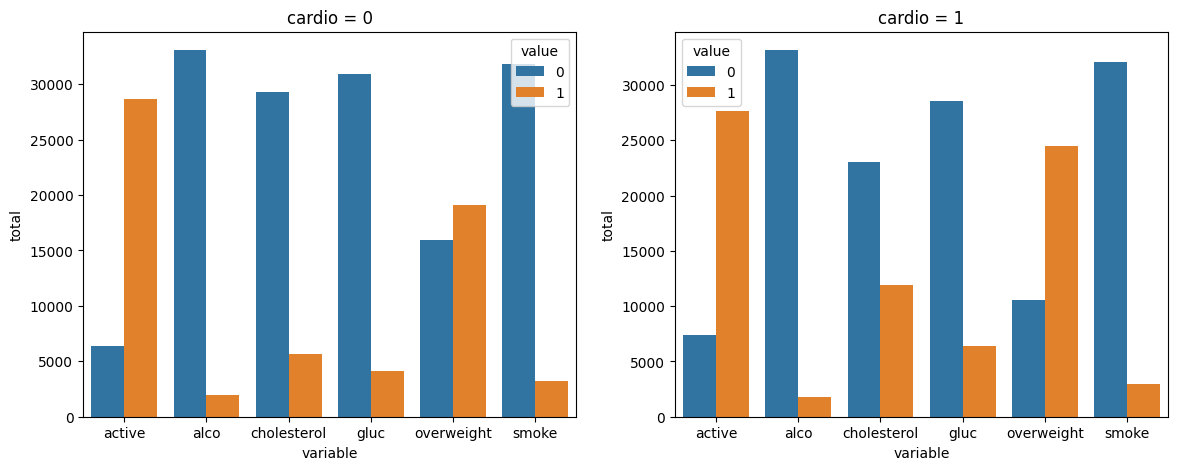 cardio = 0
total
30000
25000
20000
15000
10000
5000
0
value
0
1
active alco cholesterol gluc overweight smoke
variable
cardio = 1
total
30000
25000
20000
15000
10000
5000
0
value
0
1
active alco cholesterol gluc overweight smoke
variable